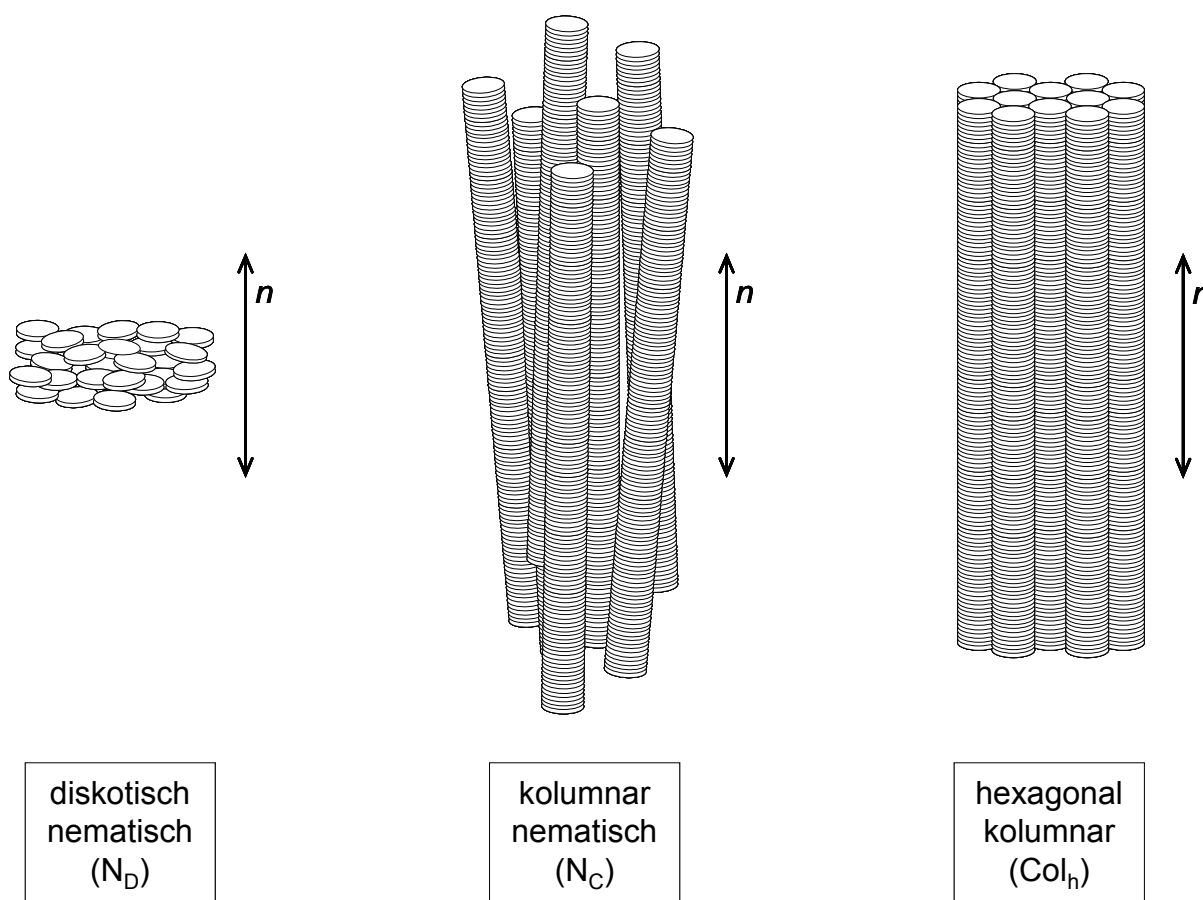 n
n
n
diskotisch
nematisch
(N_D)
kolumnar
nematisch
(N_C)
hexagonal
kolumnar
(Col_h)